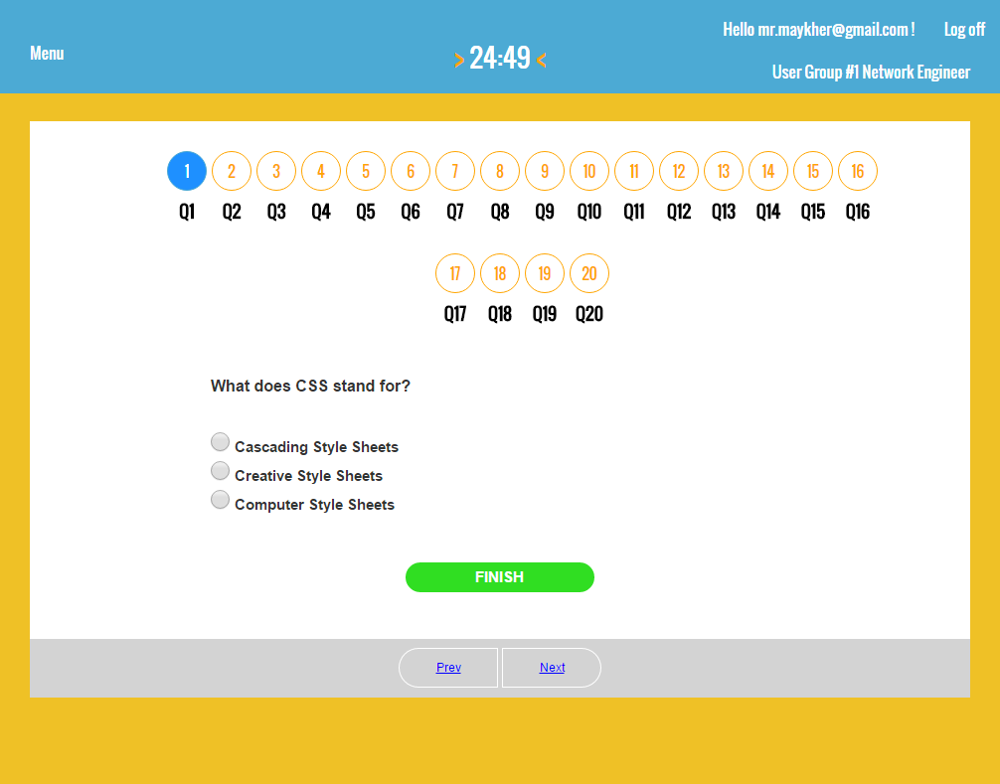 Hello mr.maykher@gmail.com ! Log off
Menu
> 24:49 <
User Group #1 Network Engineer
1 2 3 4 5 6 7 8 9 10 11 12 13 14 15 16
Q1 Q2 Q3 Q4 Q5 Q6 Q7 Q8 Q9 Q10 Q11 Q12 Q13 Q14 Q15 Q16
17 18 19 20
Q17 Q18 Q19 Q20
What does CSS stand for?
Cascading Style Sheets
Creative Style Sheets
Computer Style Sheets
FINISH
Prev Next